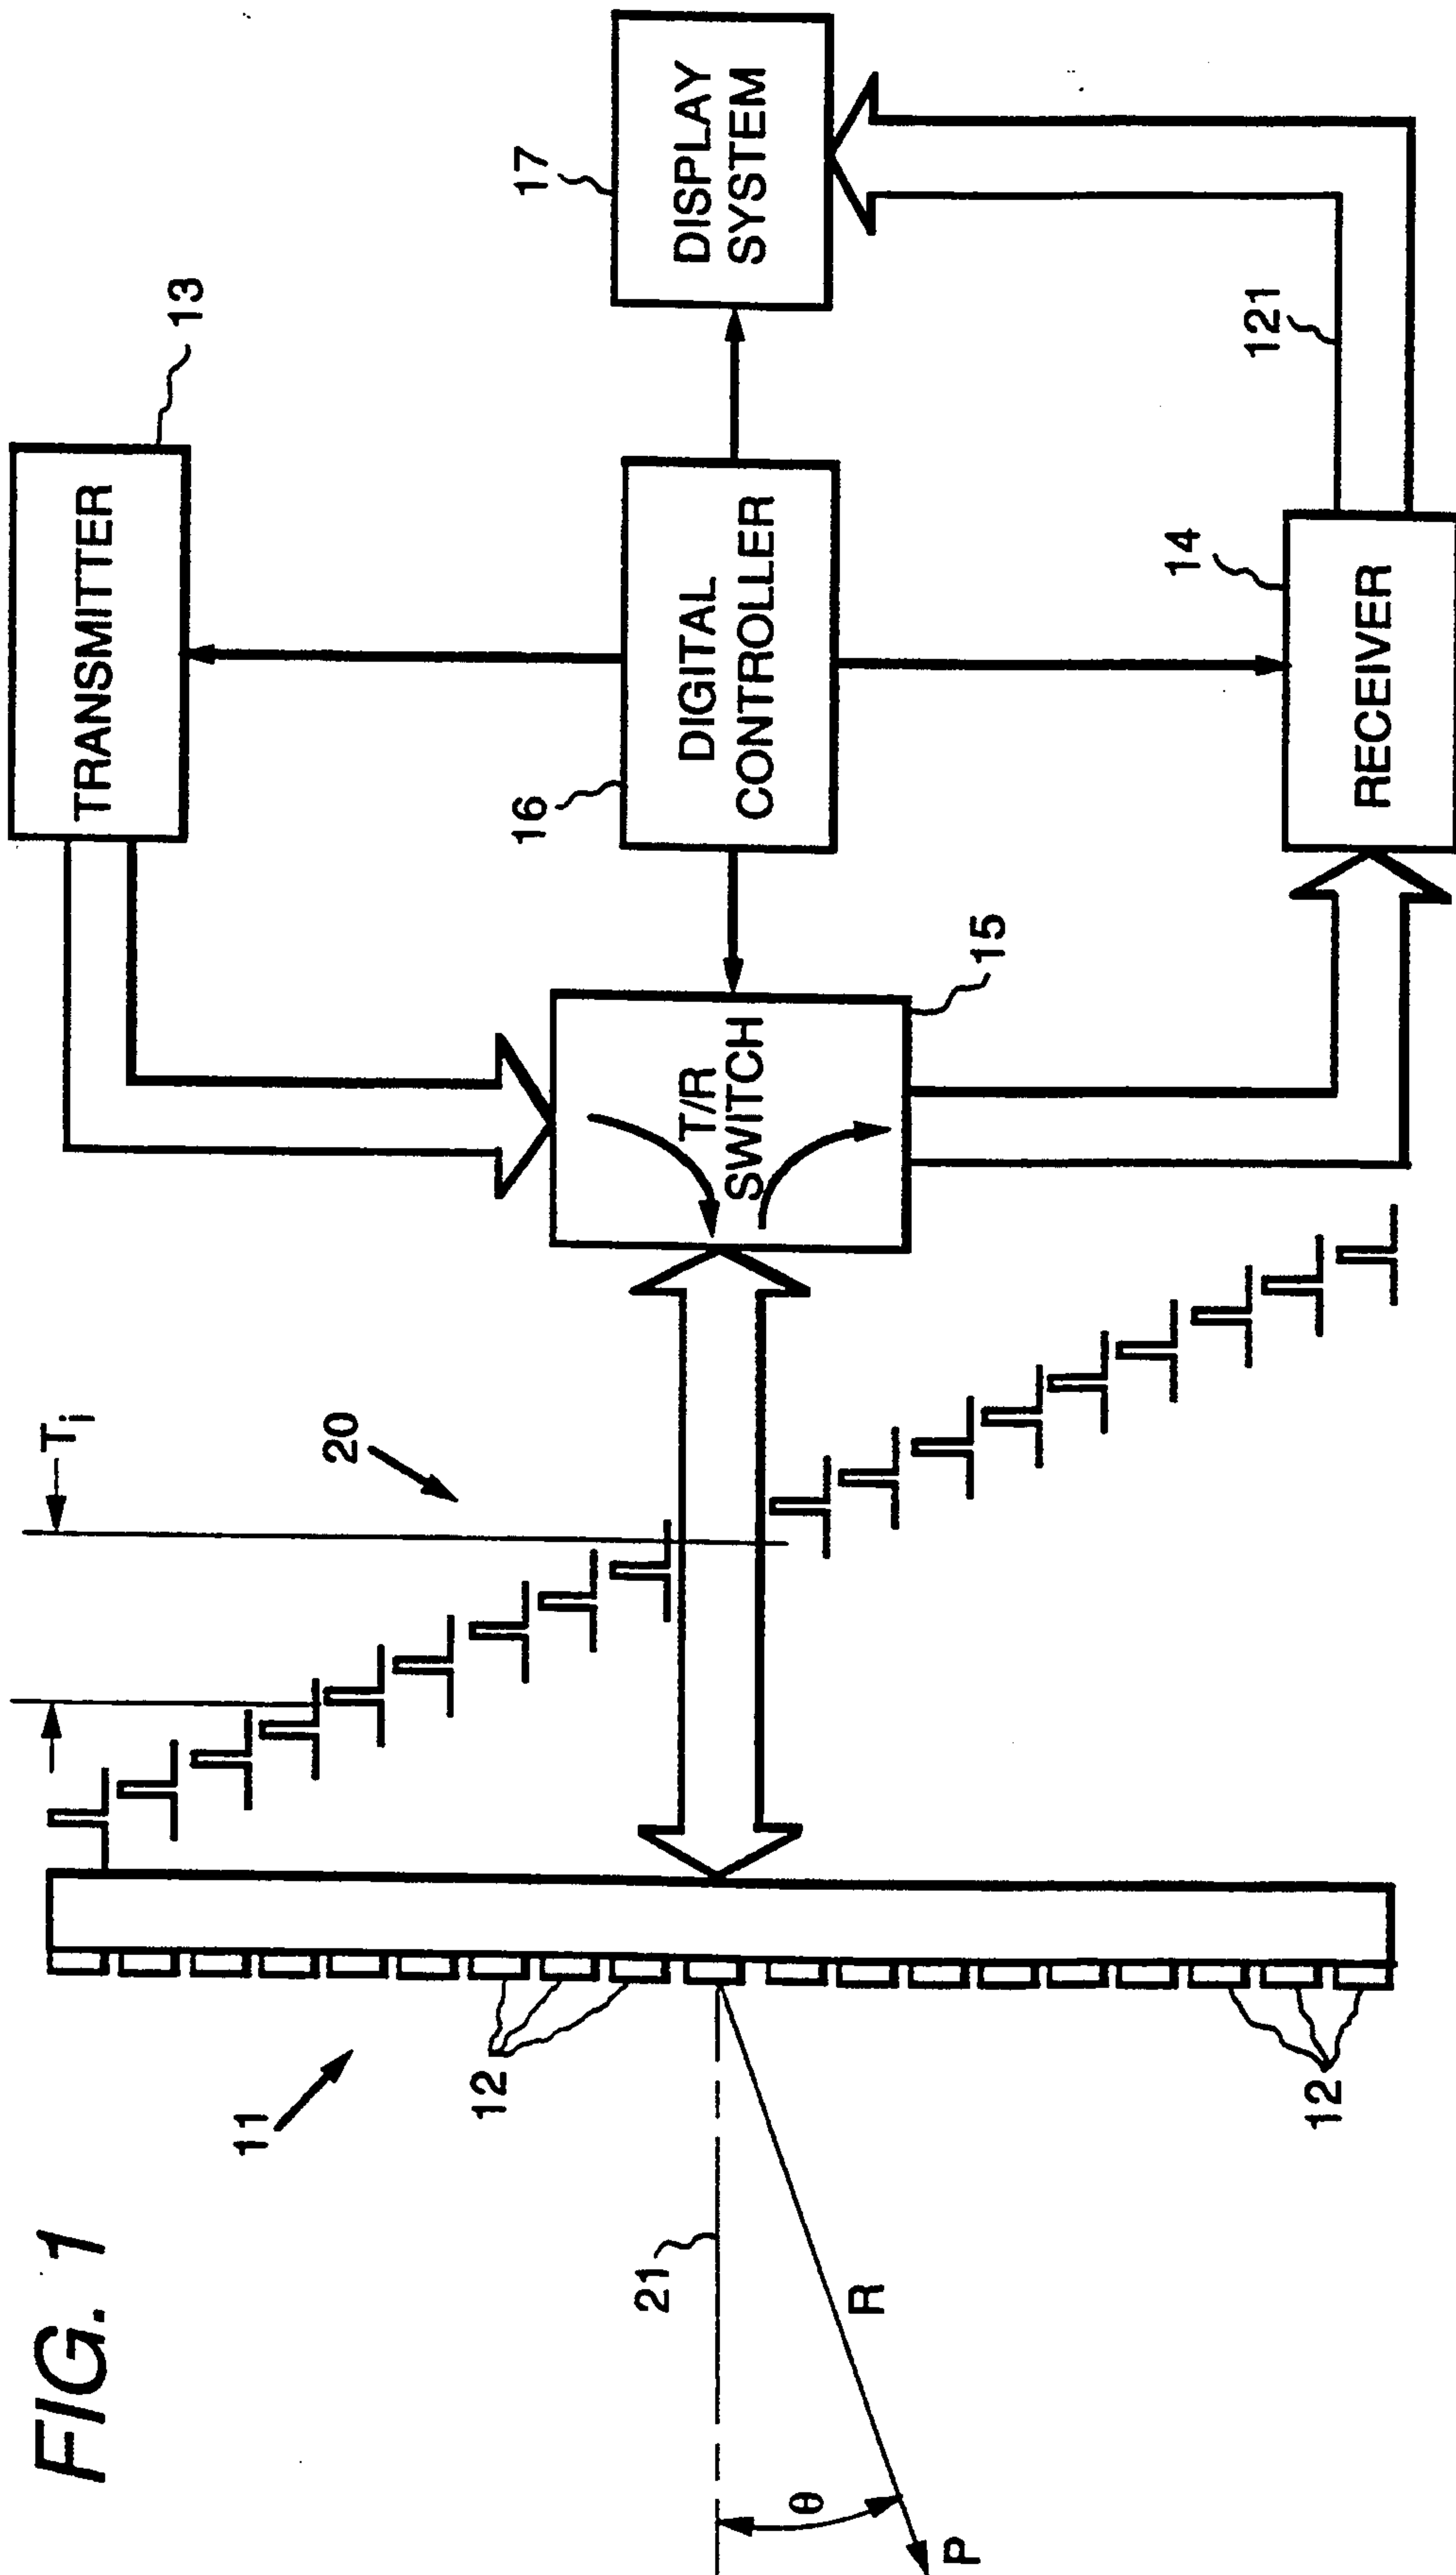 FIG. 1
11
12
12
21
R
θ
P
T_i
20
T/R
SWITCH
15
TRANSMITTER
13
DIGITAL
CONTROLLER
16
DISPLAY
SYSTEM
17
RECEIVER
14
121